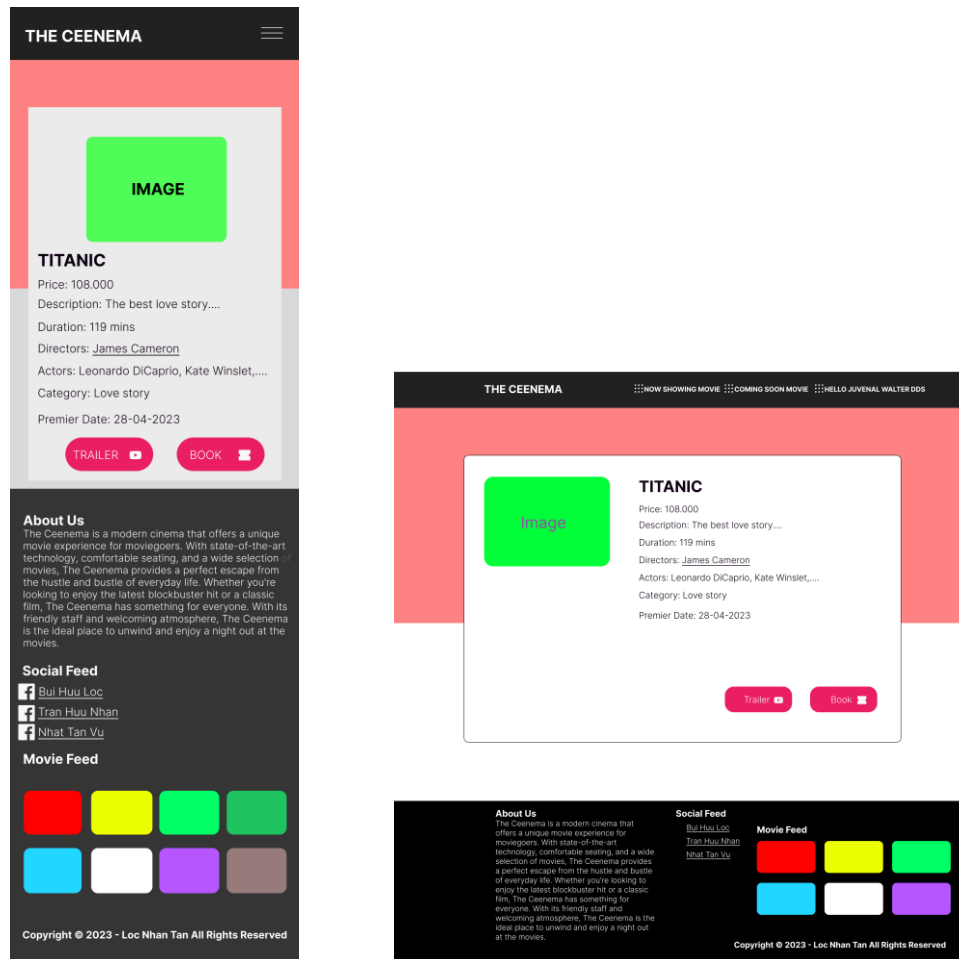 THE CEENEMA
IMAGE
TITANIC
Price: 108.000
Description: The best love story....
Duration: 119 mins
Directors: James Cameron
Actors: Leonardo DiCaprio, Kate Winslet,....
Category: Love story
Premier Date: 28-04-2023
TRAILER BOOK
About Us
The Ceenema is a modern cinema that offers a unique
movie experience for moviegoers. With state-of-the-art
technology, comfortable seating, and a wide selection of
movies, The Ceenema provides a perfect escape from
the hustle and bustle of everyday life. Whether you're
looking to enjoy the latest blockbuster hit or a classic
film, The Ceenema has something for everyone. With its
friendly staff and welcoming atmosphere, The Ceenema
is the ideal place to unwind and enjoy a night out at the
movies.
Social Feed
Bui Huu Loc
Tran Huu Nhan
Nhat Tan Vu
Movie Feed
Copyright © 2023 - Loc Nhan Tan All Rights Reserved
THE CEENEMA NOW SHOWING MOVIE COMING SOON MOVIE HELLO JUVENAL WALTER DDS
Image
TITANIC
Price: 108.000
Description: The best love story....
Duration: 119 mins
Directors: James Cameron
Actors: Leonardo DiCaprio, Kate Winslet,....
Category: Love story
Premier Date: 28-04-2023
Trailer Book
About Us
The Ceenema is a modern cinema that
offers a unique movie experience for
moviegoers. With state-of-the-art
technology, comfortable seating, and a wide
selection of movies, The Ceenema provides
a perfect escape from the hustle and bustle
of everyday life. Whether you're looking to
enjoy the latest blockbuster hit or a classic
film, The Ceenema has something for
everyone. With its friendly staff and
welcoming atmosphere, The Ceenema is the
ideal place to unwind and enjoy a night out
at the movies.
Social Feed
Bui Huu Loc
Tran Huu Nhan
Nhat Tan Vu
Movie Feed
Copyright © 2023 - Loc Nhan Tan All Rights Reserved